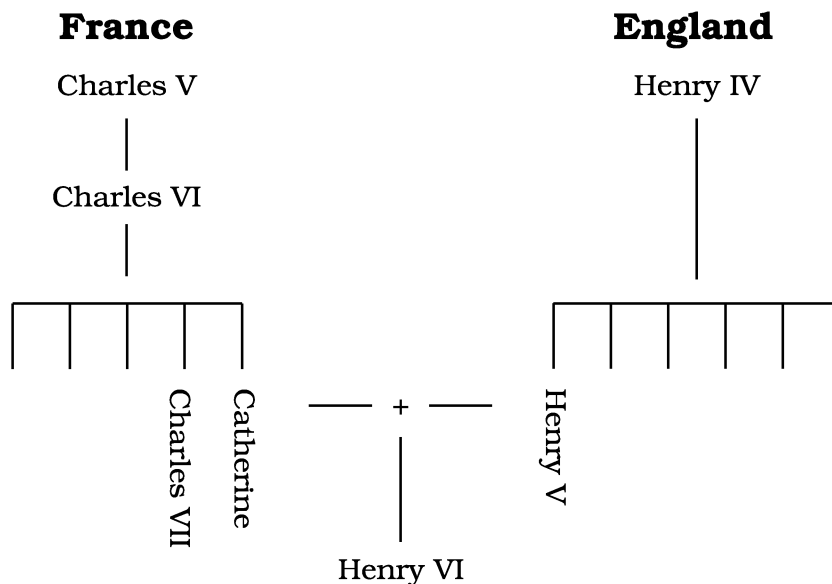 France
England
Charles V
Henry IV
Charles VI
Charles VII
Catherine
+
Henry V
Henry VI